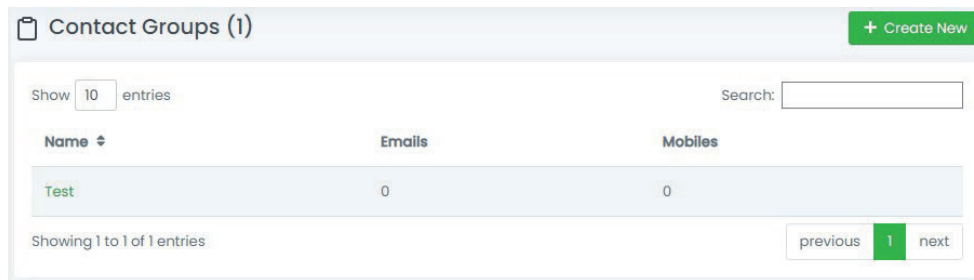 Contact Groups (1)
+ Create New
Show 10 entries
Search:
Name Emails Mobiles
Test 0 0
Showing 1 to 1 of 1 entries
previous 1 next